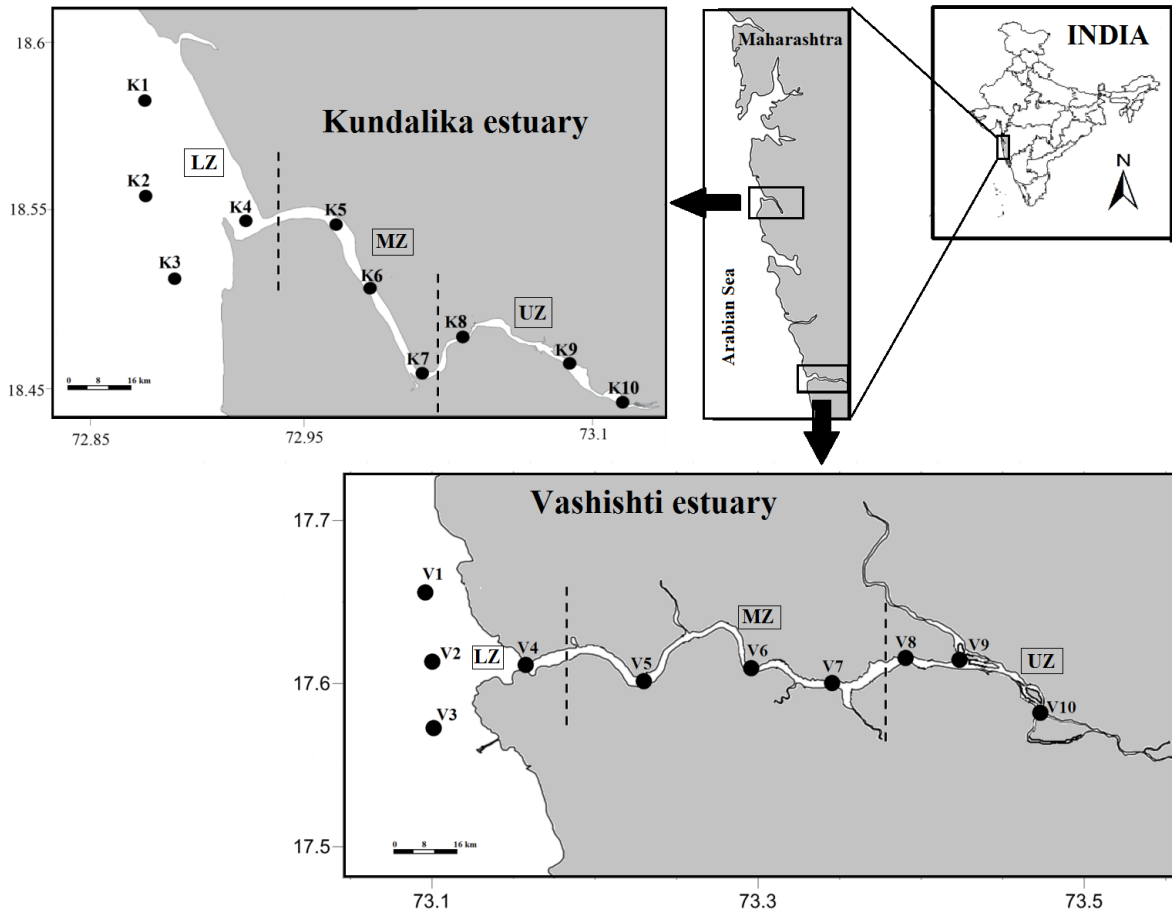 18.6
18.55
18.45
72.85
72.95
73.1
Kundalika estuary
K1
K2
K3
LZ
K4
K5
MZ
K6
K7
K8
UZ
K9
K10
0 8 16 km
Maharashtra
Arabian Sea
INDIA
N
Vashishti estuary
17.7
17.6
17.5
73.1
73.3
73.5
V1
V2
V3
LZ
V4
V5
MZ
V6
V7
V8
V9
UZ
V10
0 8 16 km